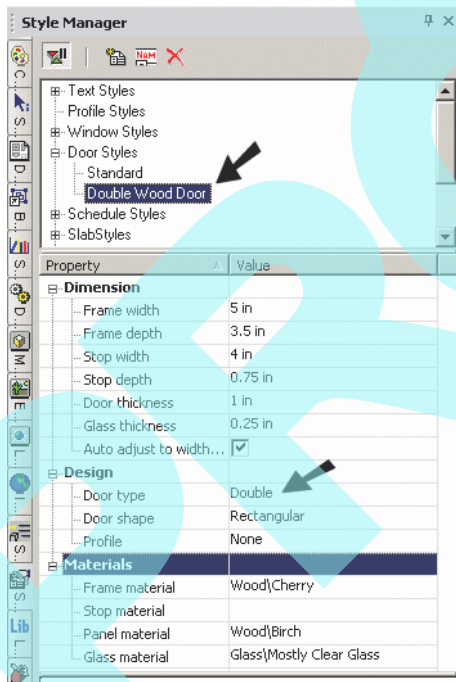 Style Manager
NAM
Text Styles
Profile Styles
Window Styles
Door Styles
Standard
Double Wood Door
Schedule Styles
SlabStyles
Property Value
Dimension
Frame width 5 in
Frame depth 3.5 in
Stop width 4 in
Stop depth 0.75 in
Door thickness 1 in
Glass thickness 0.25 in
Auto adjust to width...
Design
Door type Double
Door shape Rectangular
Profile None
Materials
Frame material Wood\Cherry
Stop material
Panel material Wood\Birch
Glass material Glass\Mostly Clear Glass
C...
S...
D...
B...
S...
D...
M...
E...
L...
I...
S...
S...
Lib
L...